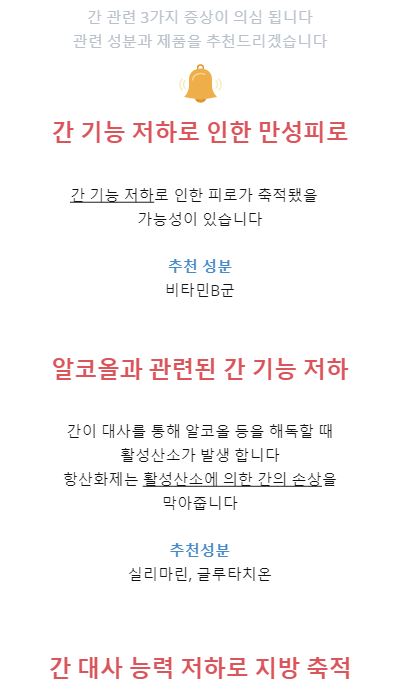 간 관련 3가지 증상이 의심 됩니다
관련 성분과 제품을 추천드리겠습니다
간 기능 저하로 인한 만성피로
간 기능 저하로 인한 피로가 축적됐을
가능성이 있습니다
추천 성분
비타민B군
알코올과 관련된 간 기능 저하
간이 대사를 통해 알코올 등을 해독할 때
활성산소가 발생 합니다
항산화제는 활성산소에 의한 간의 손상을
막아줍니다
추천성분
실리마린, 글루타치온
간 대사 능력 저하로 지방 축적